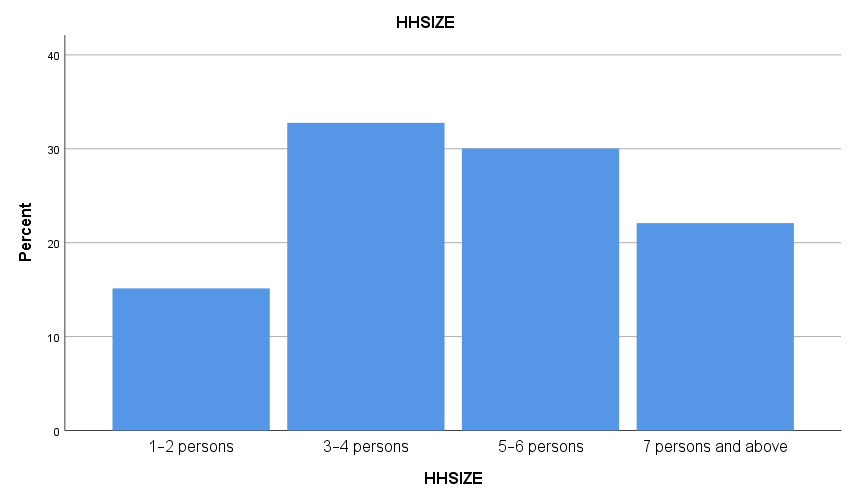 HHSIZE
40
30
20
10
0
Percent
1–2 persons
3–4 persons
5–6 persons
7 persons and above
HHSIZE